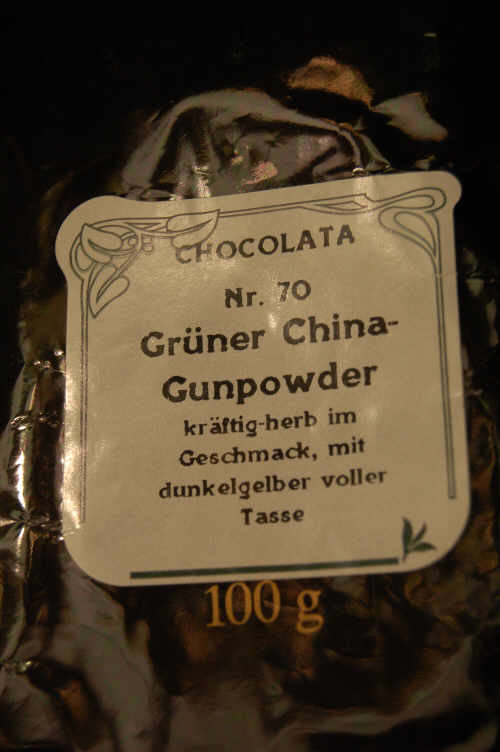 CHOCOLATA
Nr. 70
Grüner China-
Gunpowder
kräftig-herb im
Geschmack, mit
dunkelgelber voller
Tasse
100 g